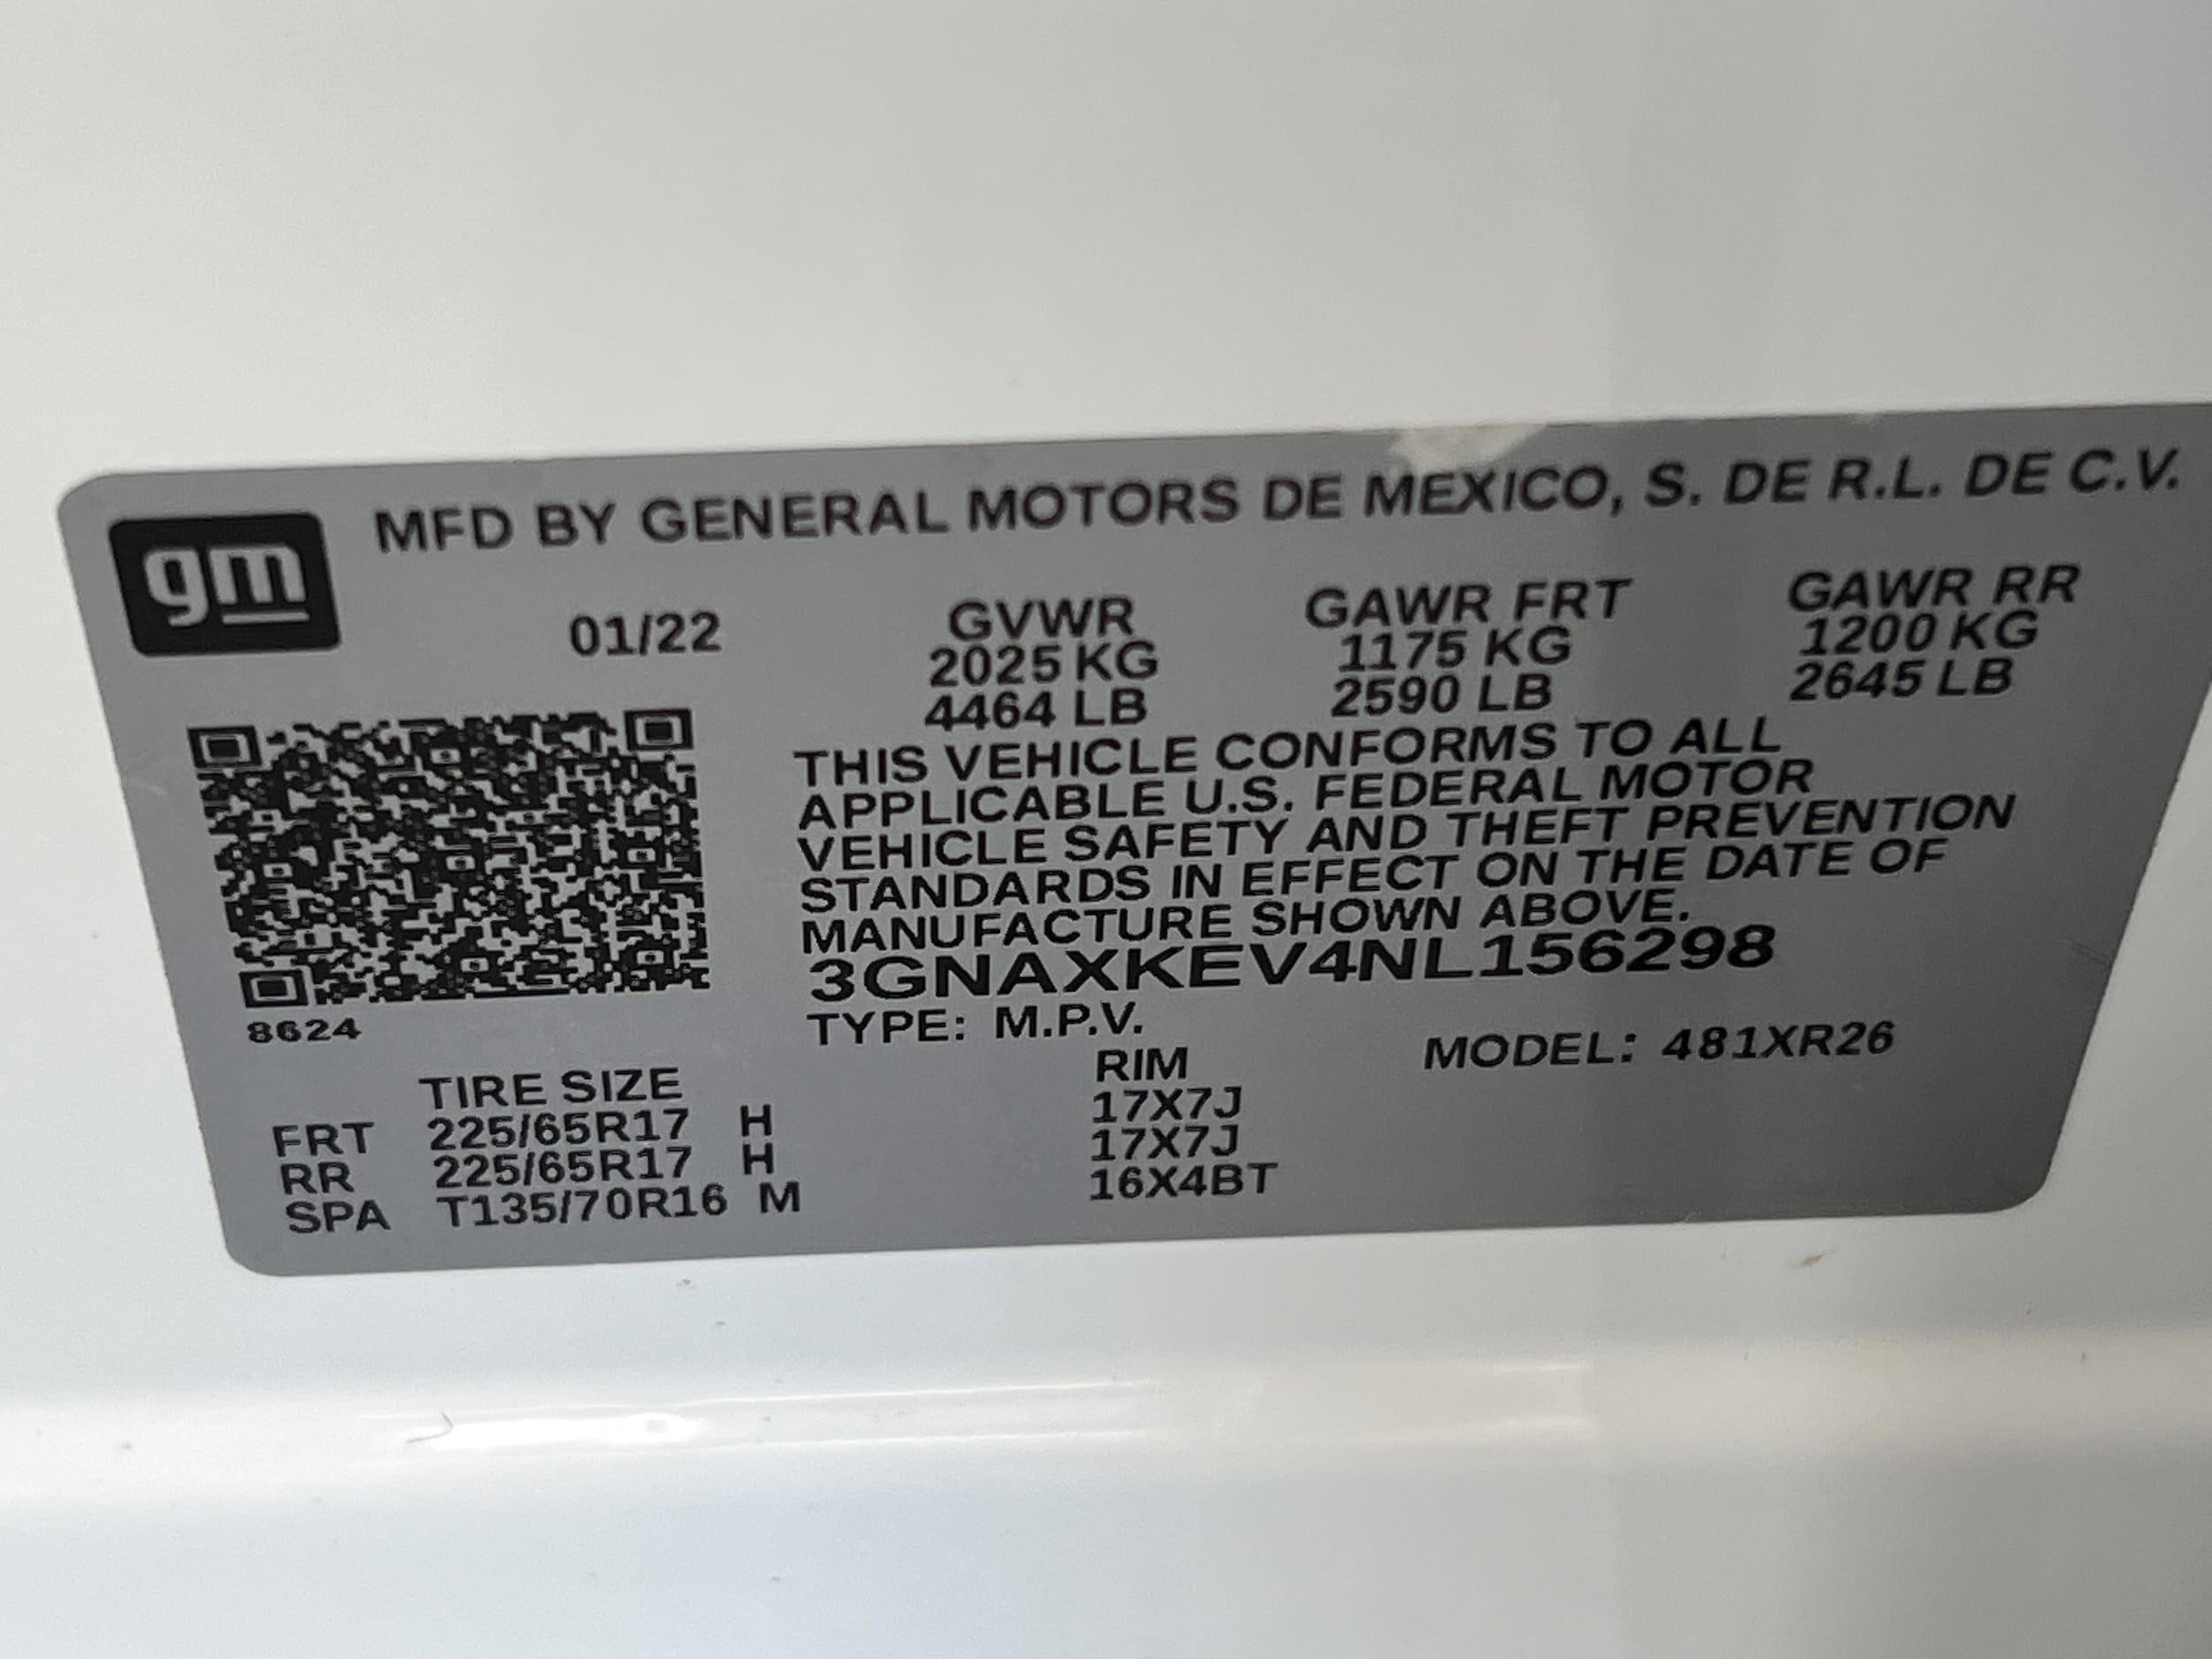 gm MFD BY GENERAL MOTORS DE MEXICO, S. DE R.L. DE C.V.
01/22 GVWR GAWR FRT GAWR RR
2025 KG 1175 KG 1200 KG
4464 LB 2590 LB 2645 LB
THIS VEHICLE CONFORMS TO ALL
APPLICABLE U.S. FEDERAL MOTOR
VEHICLE SAFETY AND THEFT PREVENTION
STANDARDS IN EFFECT ON THE DATE OF
MANUFACTURE SHOWN ABOVE.
3GNAXKEV4NL156298
8624 TYPE: M.P.V. MODEL: 481XR26
TIRE SIZE RIM
FRT 225/65R17 H 17X7J
RR 225/65R17 H 17X7J
SPA T135/70R16 M 16X4BT